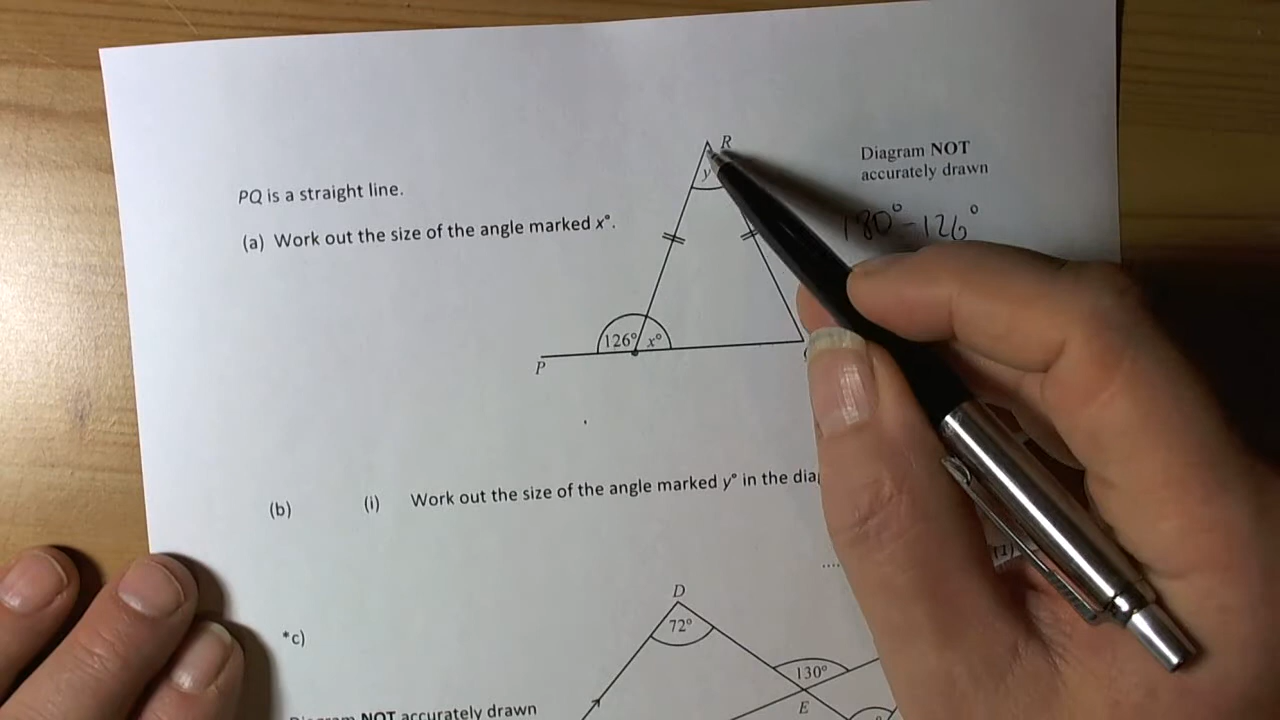 R
Diagram NOT
accurately drawn
PQ is a straight line.
y
(a) Work out the size of the angle marked x°.
180° - 126°
126° x°
P
(b) (i) Work out the size of the angle marked y° in the
(1)
D
72°
*c)
130°
E
Diagram NOT accurately drawn